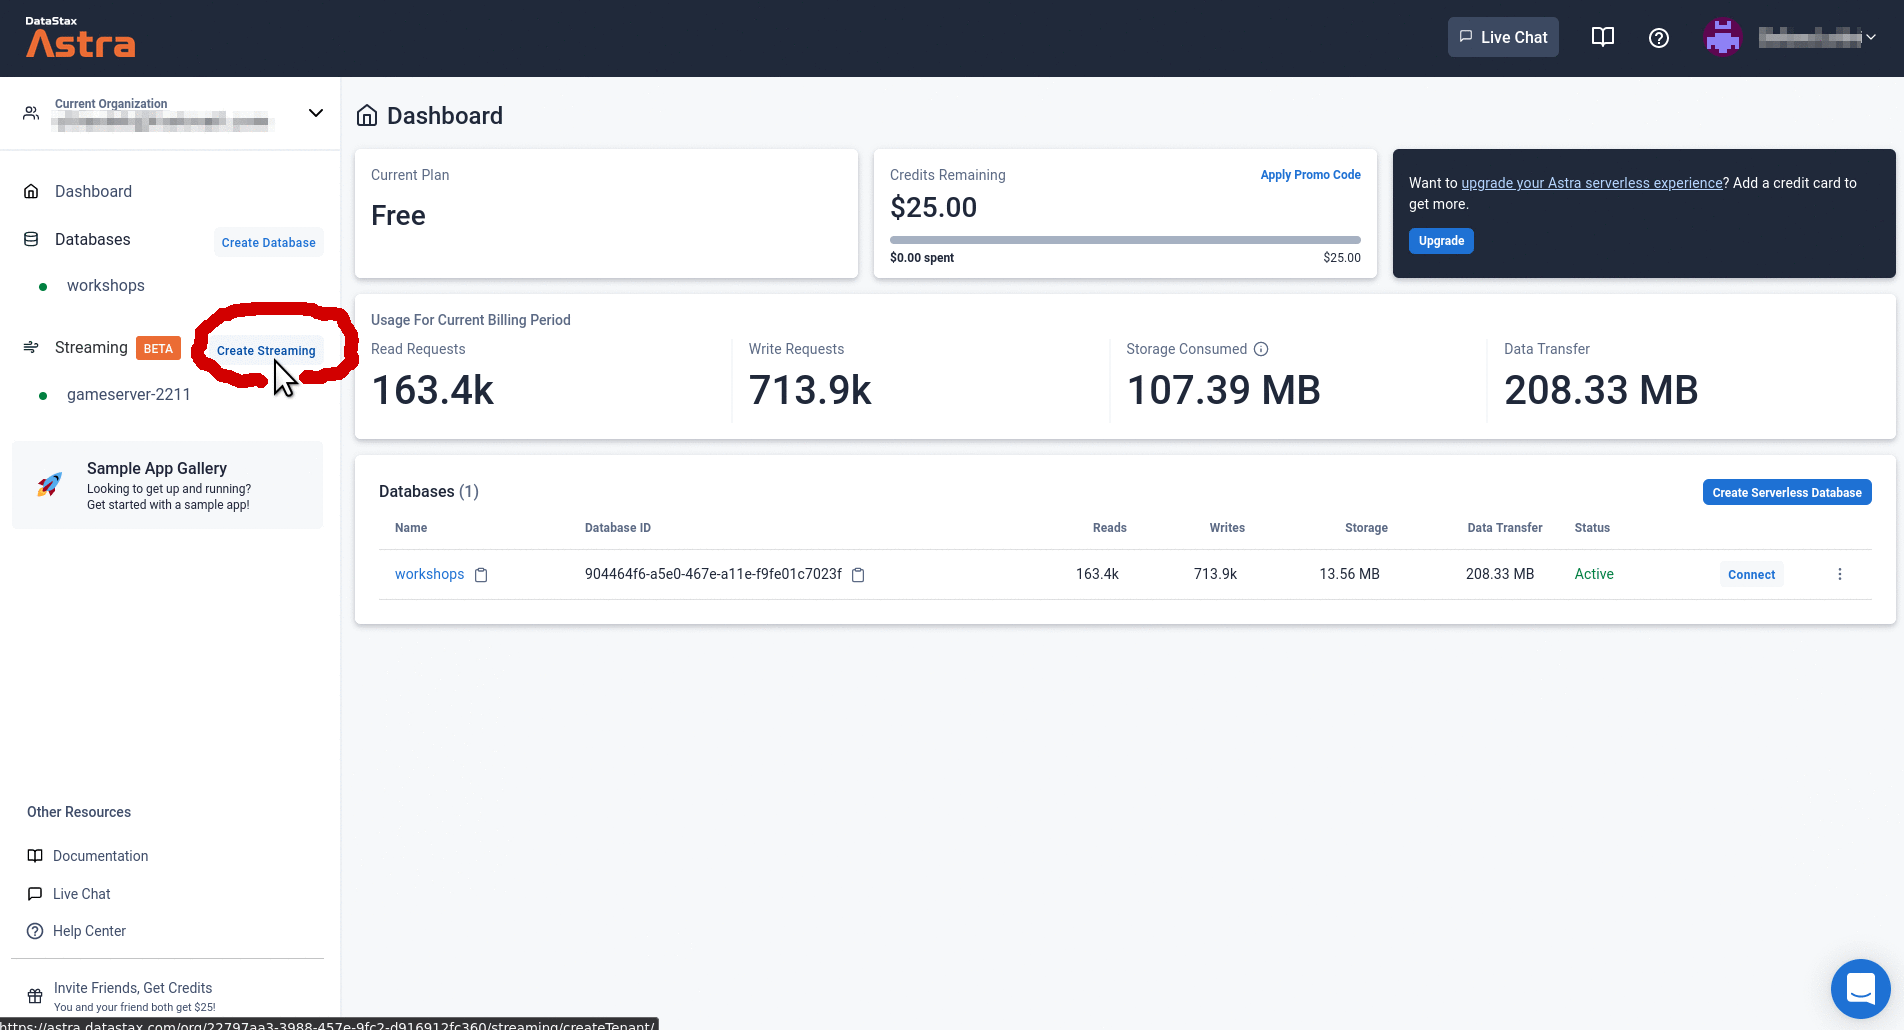 DataStax
Astra
Live Chat
Current Organization
Dashboard
Databases
Create Database
workshops
Streaming
BETA
Create Streaming
gameserver-2211
Sample App Gallery
Looking to get up and running?
Get started with a sample app!
Other Resources
Documentation
Live Chat
Help Center
Invite Friends, Get Credits
You and your friend both get $25!
https://astra.datastax.com/org/22797aa3-3988-457e-9fc2-d916912fc360/streaming/createTenant/
Dashboard
Current Plan
Free
Credits Remaining
Apply Promo Code
$25.00
$0.00 spent
$25.00
Want to upgrade your Astra serverless experience? Add a credit card to
get more.
Upgrade
Usage For Current Billing Period
Read Requests
163.4k
Write Requests
713.9k
Storage Consumed
107.39 MB
Data Transfer
208.33 MB
Databases (1)
Create Serverless Database
Name Database ID Reads Writes Storage Data Transfer Status
workshops 904464f6-a5e0-467e-a11e-f9fe01c7023f 163.4k 713.9k 13.56 MB 208.33 MB Active Connect